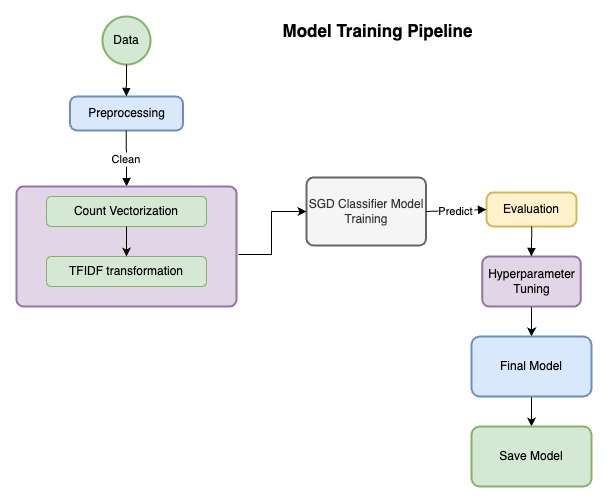 Model Training Pipeline
Data
Preprocessing
Clean
Count Vectorization
TFIDF transformation
SGD Classifier Model
Training
Predict
Evaluation
Hyperparameter
Tuning
Final Model
Save Model